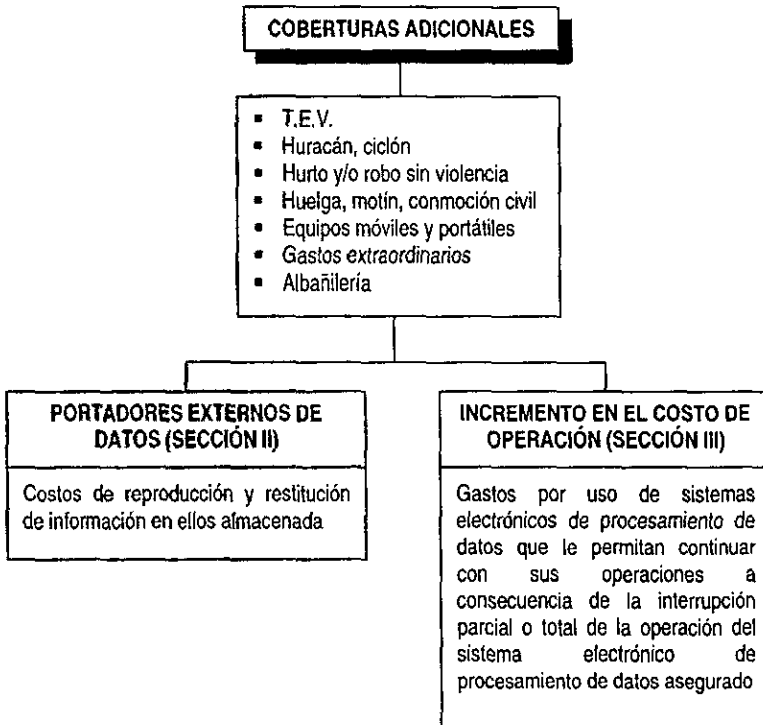 COBERTURAS ADICIONALES
▪ T.E.V.
▪ Huracán, ciclón
▪ Hurto y/o robo sin violencia
▪ Huelga, motín, conmoción civil
▪ Equipos móviles y portátiles
▪ Gastos extraordinarios
▪ Albañilería
PORTADORES EXTERNOS DE
DATOS (SECCIÓN II)
Costos de reproducción y restitución
de información en ellos almacenada
INCREMENTO EN EL COSTO DE
OPERACIÓN (SECCIÓN III)
Gastos por uso de sistemas
electrónicos de procesamiento de
datos que le permitan continuar
con sus operaciones a
consecuencia de la interrupción
parcial o total de la operación del
sistema electrónico de
procesamiento de datos asegurado